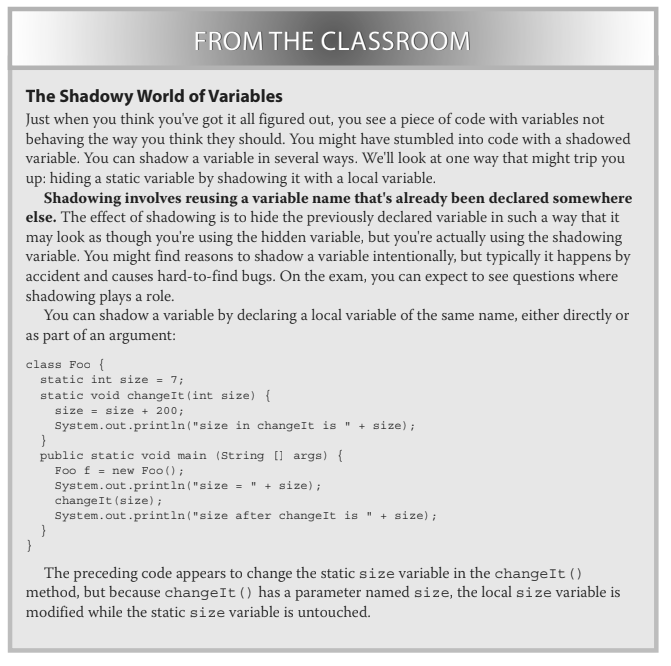 FROM THE CLASSROOM
The Shadowy World of Variables
Just when you think you've got it all figured out, you see a piece of code with variables not
behaving the way you think they should. You might have stumbled into code with a shadowed
variable. You can shadow a variable in several ways. We'll look at one way that might trip you
up: hiding a static variable by shadowing it with a local variable.
Shadowing involves reusing a variable name that's already been declared somewhere
else. The effect of shadowing is to hide the previously declared variable in such a way that it
may look as though you're using the hidden variable, but you're actually using the shadowing
variable. You might find reasons to shadow a variable intentionally, but typically it happens by
accident and causes hard-to-find bugs. On the exam, you can expect to see questions where
shadowing plays a role.
You can shadow a variable by declaring a local variable of the same name, either directly or
as part of an argument:
class Foo {
  static int size = 7;
  static void changeIt(int size) {
    size = size + 200;
    System.out.println("size in changeIt is " + size);
  }
  public static void main (String [] args) {
    Foo f = new Foo();
    System.out.println("size = " + size);
    changeIt(size);
    System.out.println("size after changeIt is " + size);
  }
}
The preceding code appears to change the static size variable in the changeIt()
method, but because changeIt() has a parameter named size, the local size variable is
modified while the static size variable is untouched.